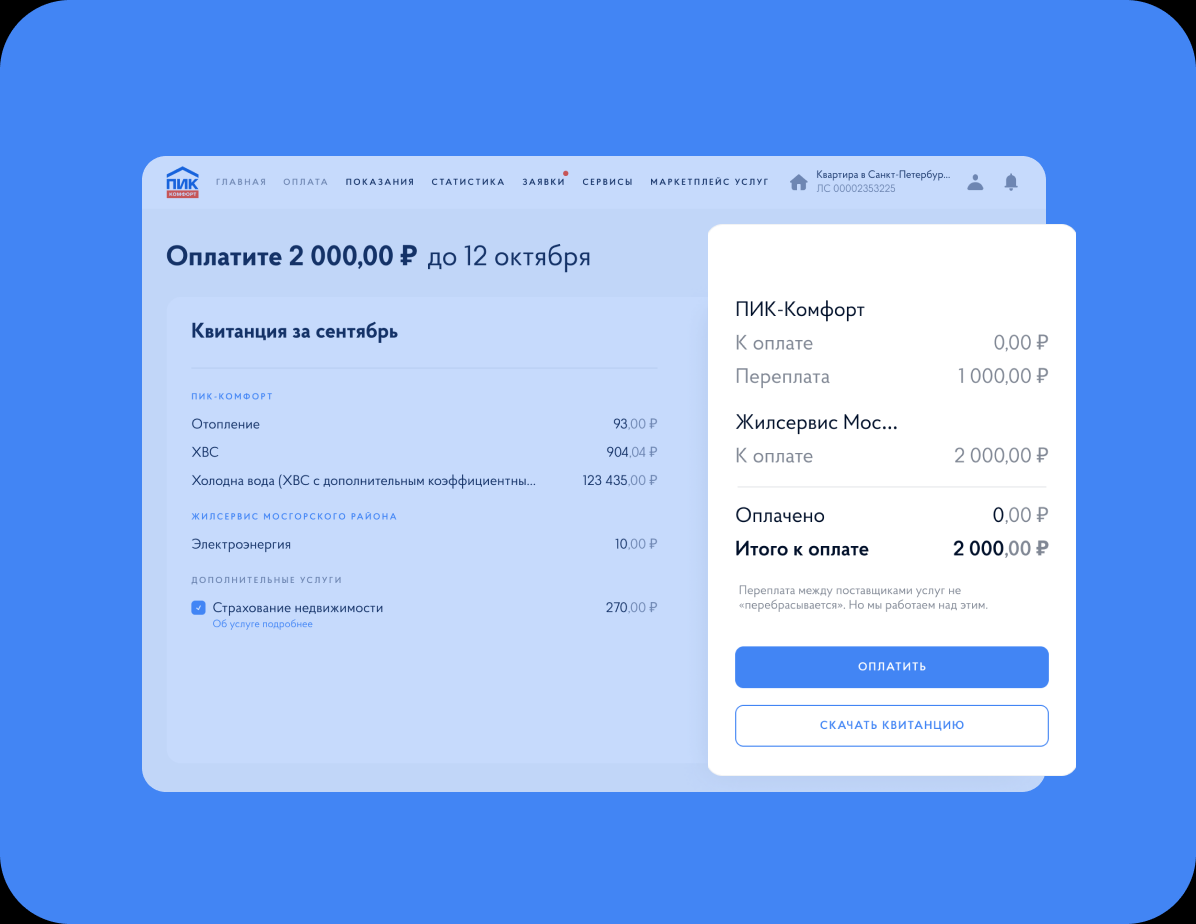 ПИК
КОМФОРТ
ГЛАВНАЯ ОПЛАТА ПОКАЗАНИЯ СТАТИСТИКА ЗАЯВКИ СЕРВИСЫ МАРКЕТПЛЕЙС УСЛУГ
Квартира в Санкт-Петербур...
ЛС 00002353225
Оплатите 2 000,00 ₽ до 12 октября
Квитанция за сентябрь
ПИК-КОМФОРТ
Отопление 93,00 ₽
ХВС 904,04 ₽
Холодна вода (ХВС с дополнительным коэффициентны... 123 435,00 ₽
ЖИЛСЕРВИС МОСГОРСКОГО РАЙОНА
Электроэнергия 10,00 ₽
ДОПОЛНИТЕЛЬНЫЕ УСЛУГИ
Страхование недвижимости 270,00 ₽
Об услуге подробнее
ПИК-Комфорт
К оплате 0,00 ₽
Переплата 1 000,00 ₽
Жилсервис Мос...
К оплате 2 000,00 ₽
Оплачено 0,00 ₽
Итого к оплате 2 000,00 ₽
Переплата между поставщиками услуг не
«перебрасывается». Но мы работаем над этим.
ОПЛАТИТЬ
СКАЧАТЬ КВИТАНЦИЮ